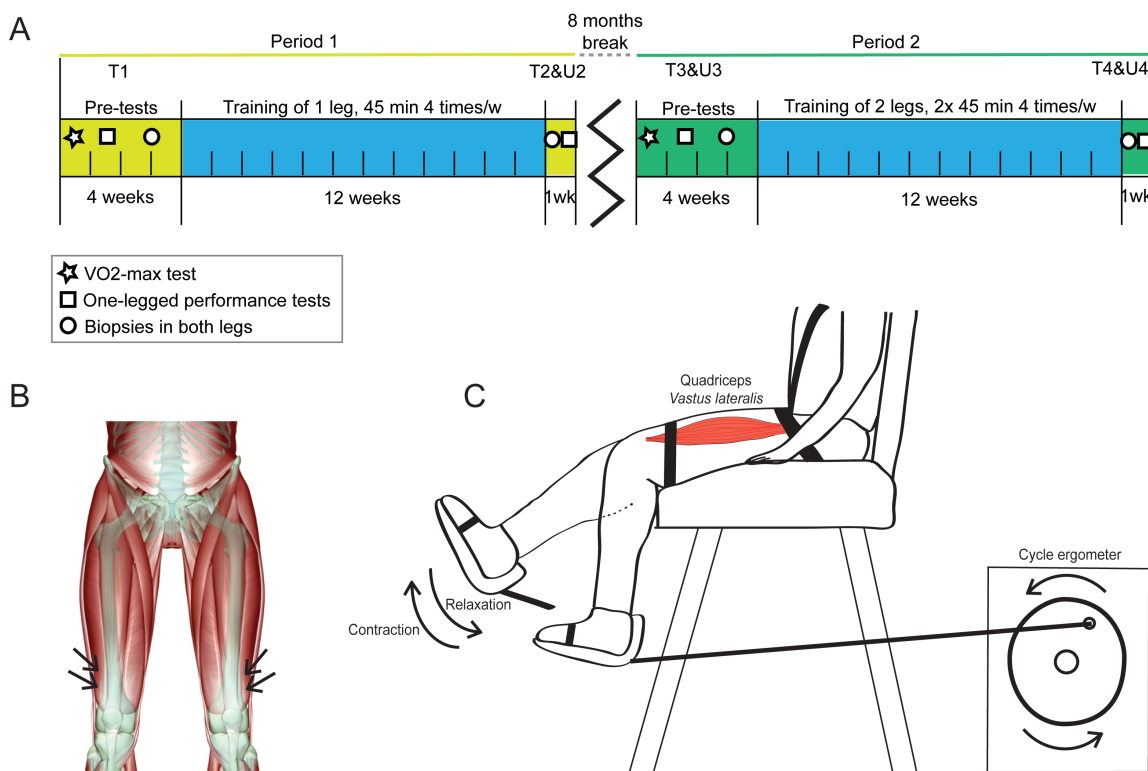 A
8 months
break
Period 1
Period 2
T1
T2&U2
T3&U3
T4&U4
Pre-tests
Training of 1 leg, 45 min 4 times/w
Pre-tests
Training of 2 legs, 2x 45 min 4 times/w
4 weeks
12 weeks
1wk
4 weeks
12 weeks
1wk
VO2-max test
One-legged performance tests
Biopsies in both legs
B
C
Quadriceps
Vastus lateralis
Cycle ergometer
Relaxation
Contraction